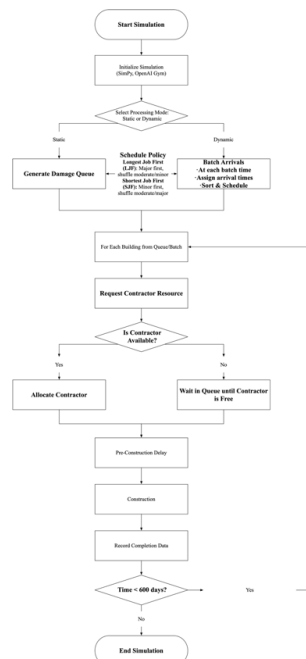 Start Simulation
Initialize Simulation
(SimPy, OpenAI Gym)
Select Processing Mode:
Static or Dynamic
Static
Dynamic
Generate Damage Queue
Schedule Policy
Longest Job First
(LJF): Major first,
shuffle moderate/minor
Shortest Job First
(SJF): Minor first,
shuffle moderate/major
Batch Arrivals
·At each batch time
·Assign arrival times
·Sort & Schedule
For Each Building from Queue/Batch
Request Contractor Resource
Is Contractor
Available?
Yes
No
Allocate Contractor
Wait in Queue until Contractor
is Free
Pre-Construction Delay
Construction
Record Completion Data
Time < 600 days?
Yes
No
End Simulation